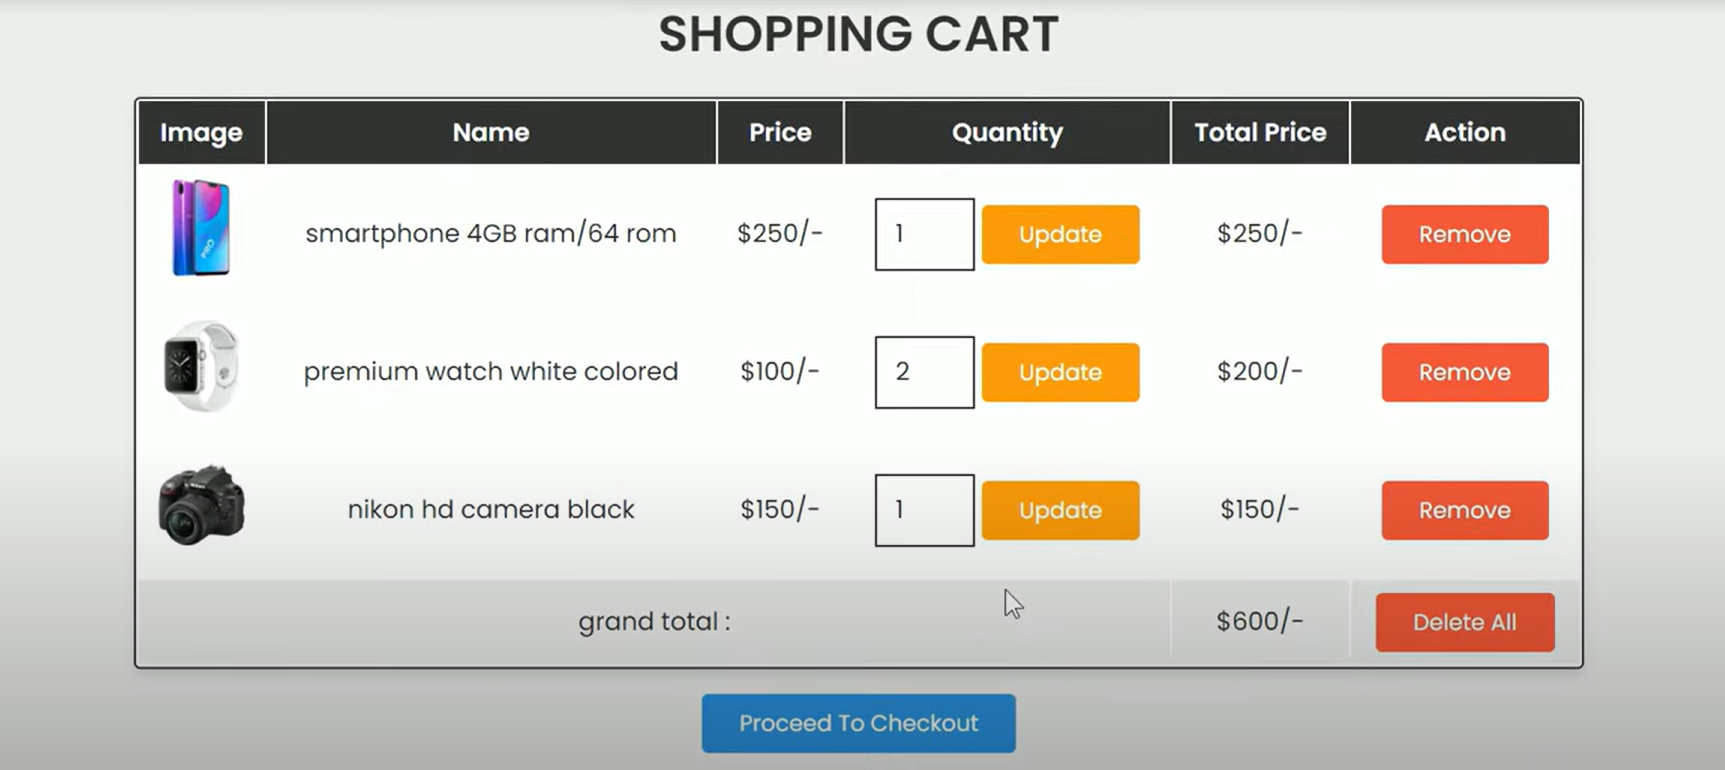 SHOPPING CART
Image Name Price Quantity Total Price Action
PRO
smartphone 4GB ram/64 rom $250/- 1 Update $250/- Remove
premium watch white colored $100/- 2 Update $200/- Remove
nikon hd camera black $150/- 1 Update $150/- Remove
grand total : $600/- Delete All
Proceed To Checkout